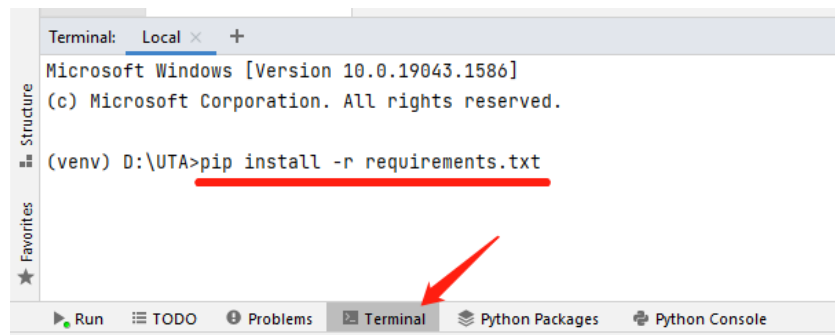 Terminal: Local × +
Microsoft Windows [Version 10.0.19043.1586]
(c) Microsoft Corporation. All rights reserved.
(venv) D:\UTA>pip install -r requirements.txt
Structure
Favorites
Run TODO Problems Terminal Python Packages Python Console